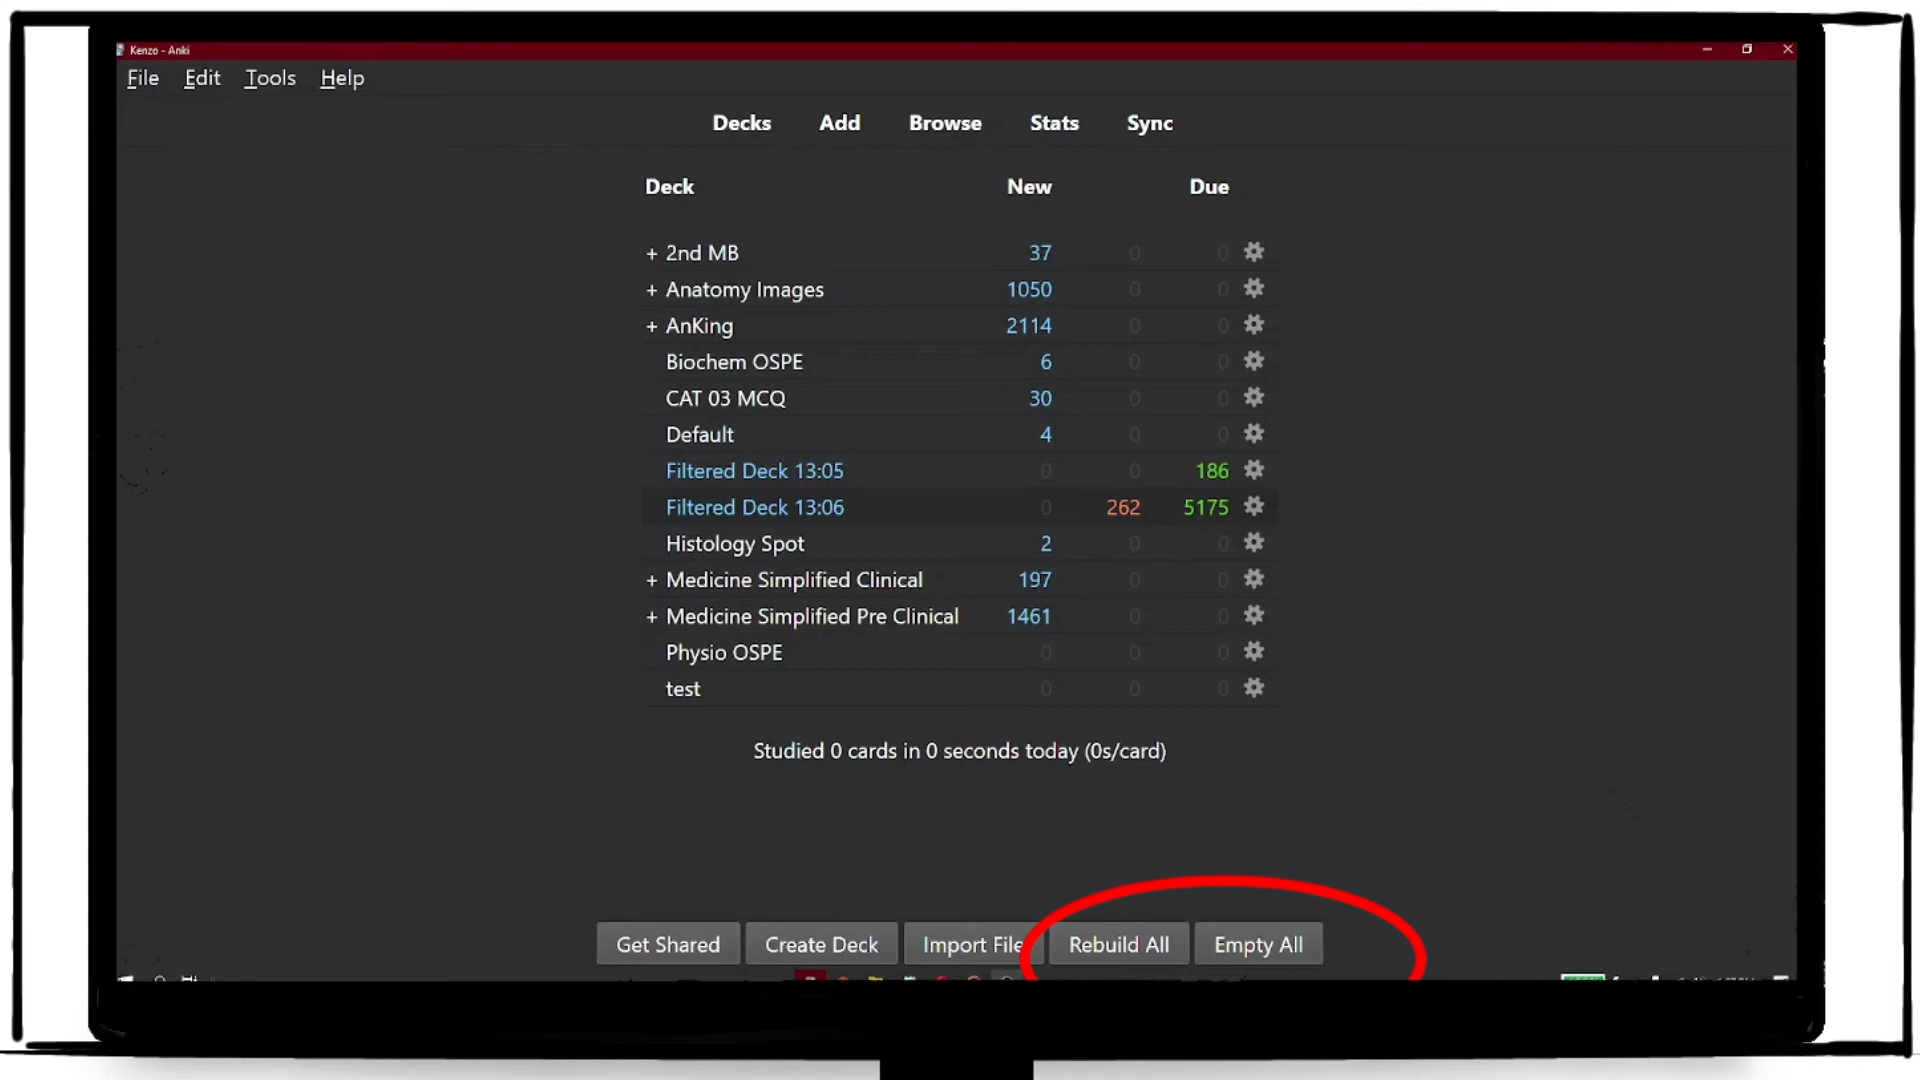 Kenzo - Anki
File Edit Tools Help
Decks Add Browse Stats Sync
Deck New Due
+ 2nd MB 37 0 0
+ Anatomy Images 1050 0 0
+ AnKing 2114 0 0
Biochem OSPE 6 0 0
CAT 03 MCQ 30 0 0
Default 4 0 0
Filtered Deck 13:05 0 0 186
Filtered Deck 13:06 0 262 5175
Histology Spot 2 0 0
+ Medicine Simplified Clinical 197 0 0
+ Medicine Simplified Pre Clinical 1461 0 0
Physio OSPE 0 0 0
test 0 0 0
Studied 0 cards in 0 seconds today (0s/card)
Get Shared Create Deck Import File Rebuild All Empty All